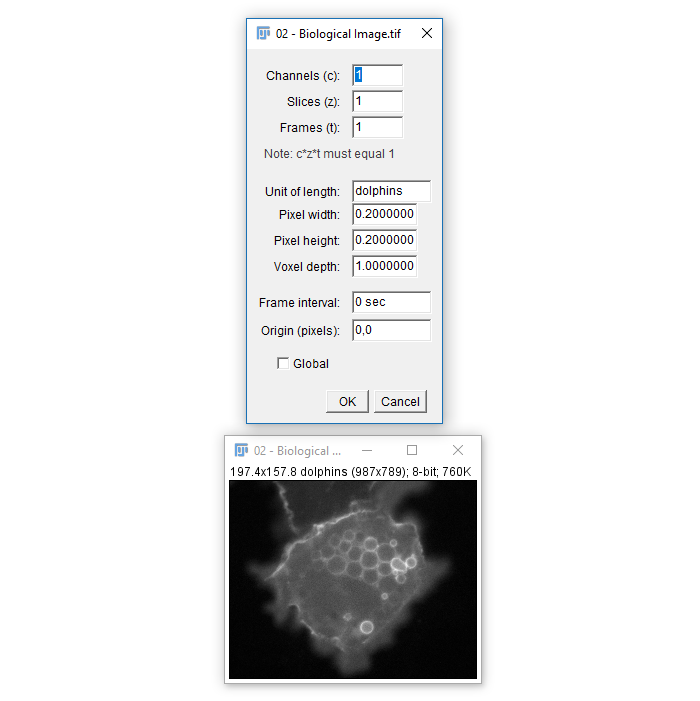 02 - Biological Image.tif
Channels (c): 1
Slices (z): 1
Frames (t): 1
Note: c*z*t must equal 1
Unit of length: dolphins
Pixel width: 0.2000000
Pixel height: 0.2000000
Voxel depth: 1.0000000
Frame interval: 0 sec
Origin (pixels): 0,0
Global
OK Cancel
02 - Biological ...
197.4x157.8 dolphins (987x789); 8-bit; 760K